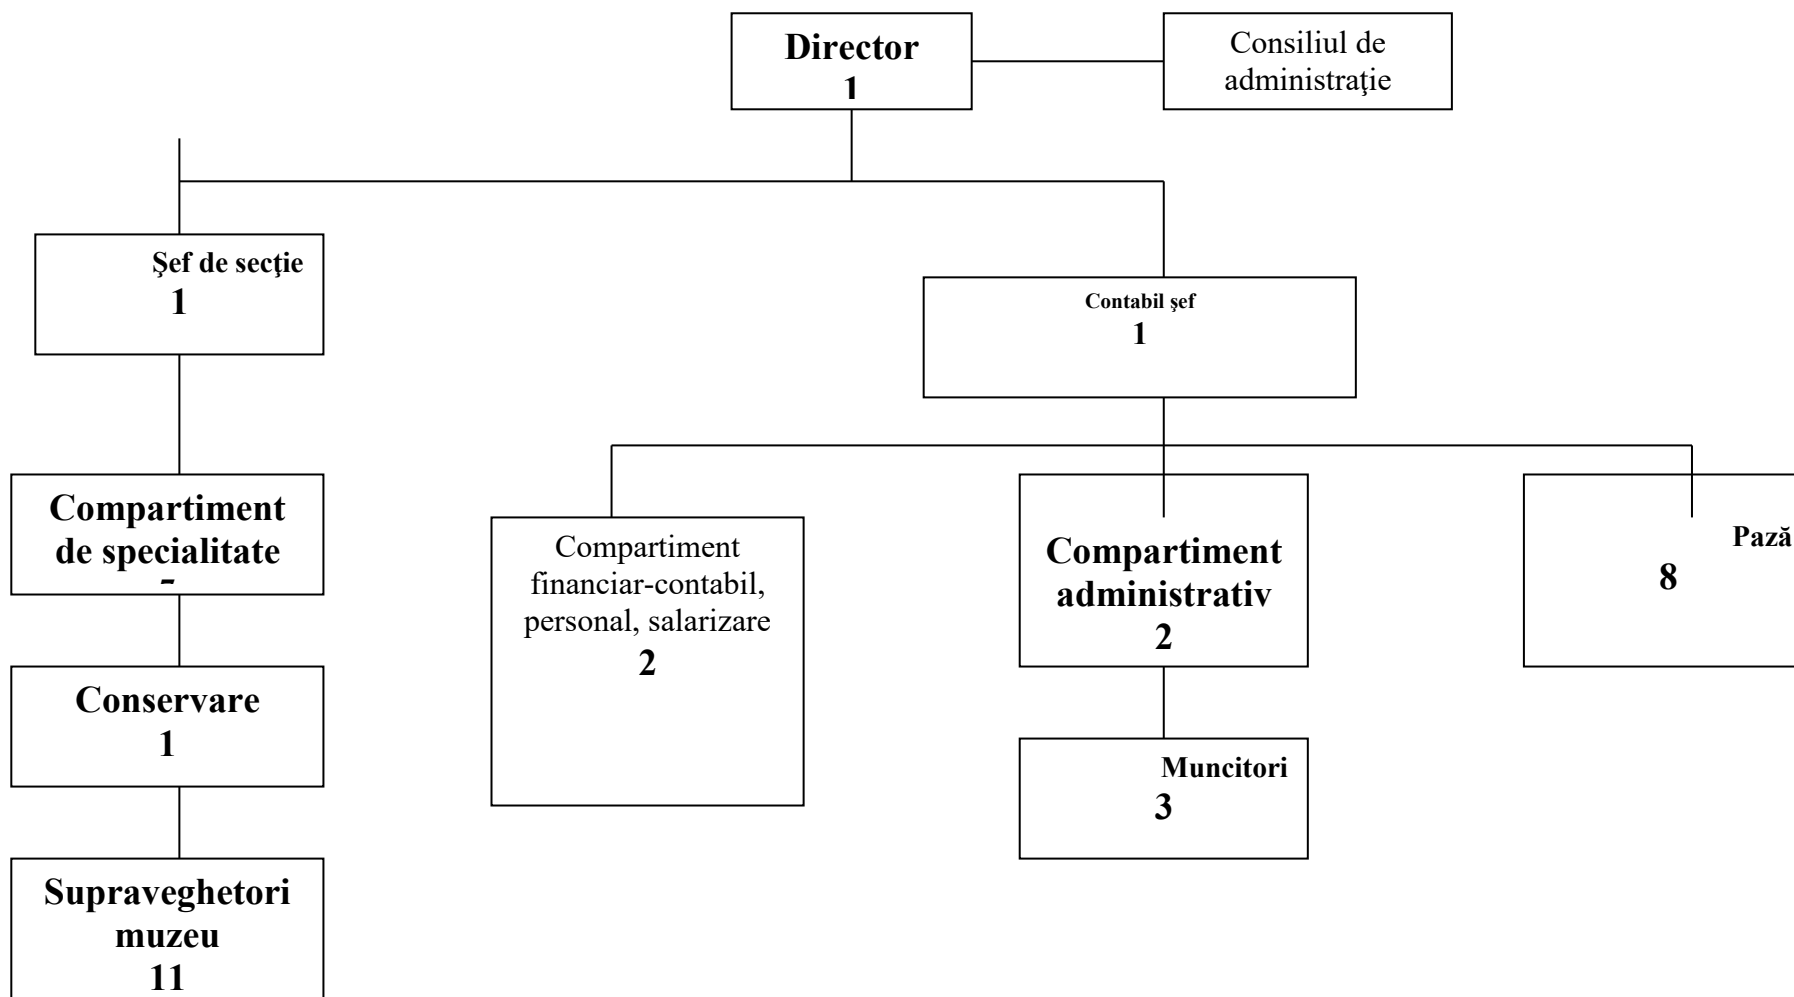 Director
1
Consiliul de
administraţie
Şef de secţie
1
Contabil şef
1
Compartiment
de specialitate
Compartiment
financiar-contabil,
personal, salarizare
2
Compartiment
administrativ
2
Pază
8
Conservare
1
Muncitori
3
Supraveghetori
muzeu
11